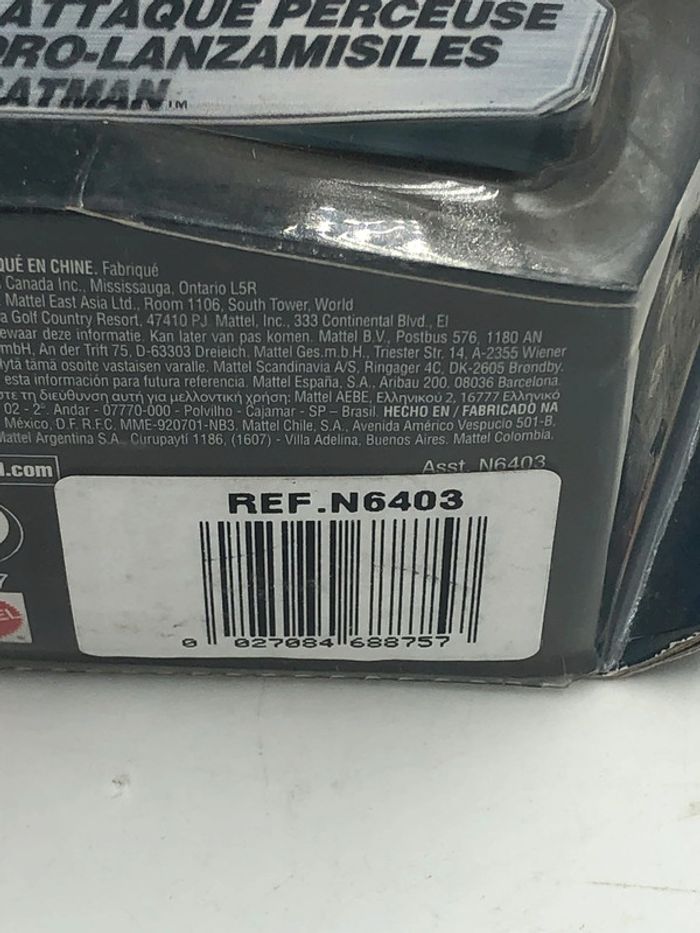 ATTAQUE PERCEUSE
RO-LANZAMISILES
ATMAN™
QUÉ EN CHINE. Fabriqué
Canada Inc., Mississauga, Ontario L5R
Mattel East Asia Ltd., Room 1106, South Tower, World
a Golf Country Resort, 47410 PJ. Mattel, Inc., 333 Continental Blvd., El
ewaar deze informatie. Kan later van pas komen. Mattel B.V., Postbus 576, 1180 AN
mbH, An der Trift 75, D-63303 Dreieich. Mattel Ges.m.b.H., Triester Str. 14, A-2355 Wiener
lytä tämä osoite vastaisen varalle. Mattel Scandinavia A/S, Ringager 4C, DK-2605 Brøndby.
esta información para futura referencia. Mattel España, S.A., Aribau 200. 08036 Barcelona.
στε τη διεύθυνση αυτή για μελλοντική χρήση: Mattel AEBE, Ελληνικού 2, 16777 Ελληνικό
02 - 2º. Andar - 07770-000 - Polvilho - Cajamar - SP – Brasil. HECHO EN / FABRICADO NA
México, D.F. R.F.C. MME-920701-NB3. Mattel Chile, S.A., Avenida Américo Vespucio 501-B,
Mattel Argentina S.A., Curupaytí 1186, (1607) - Villa Adelina, Buenos Aires. Mattel Colombia,
l.com
Asst. N6403
REF.N6403
0 027084 688757